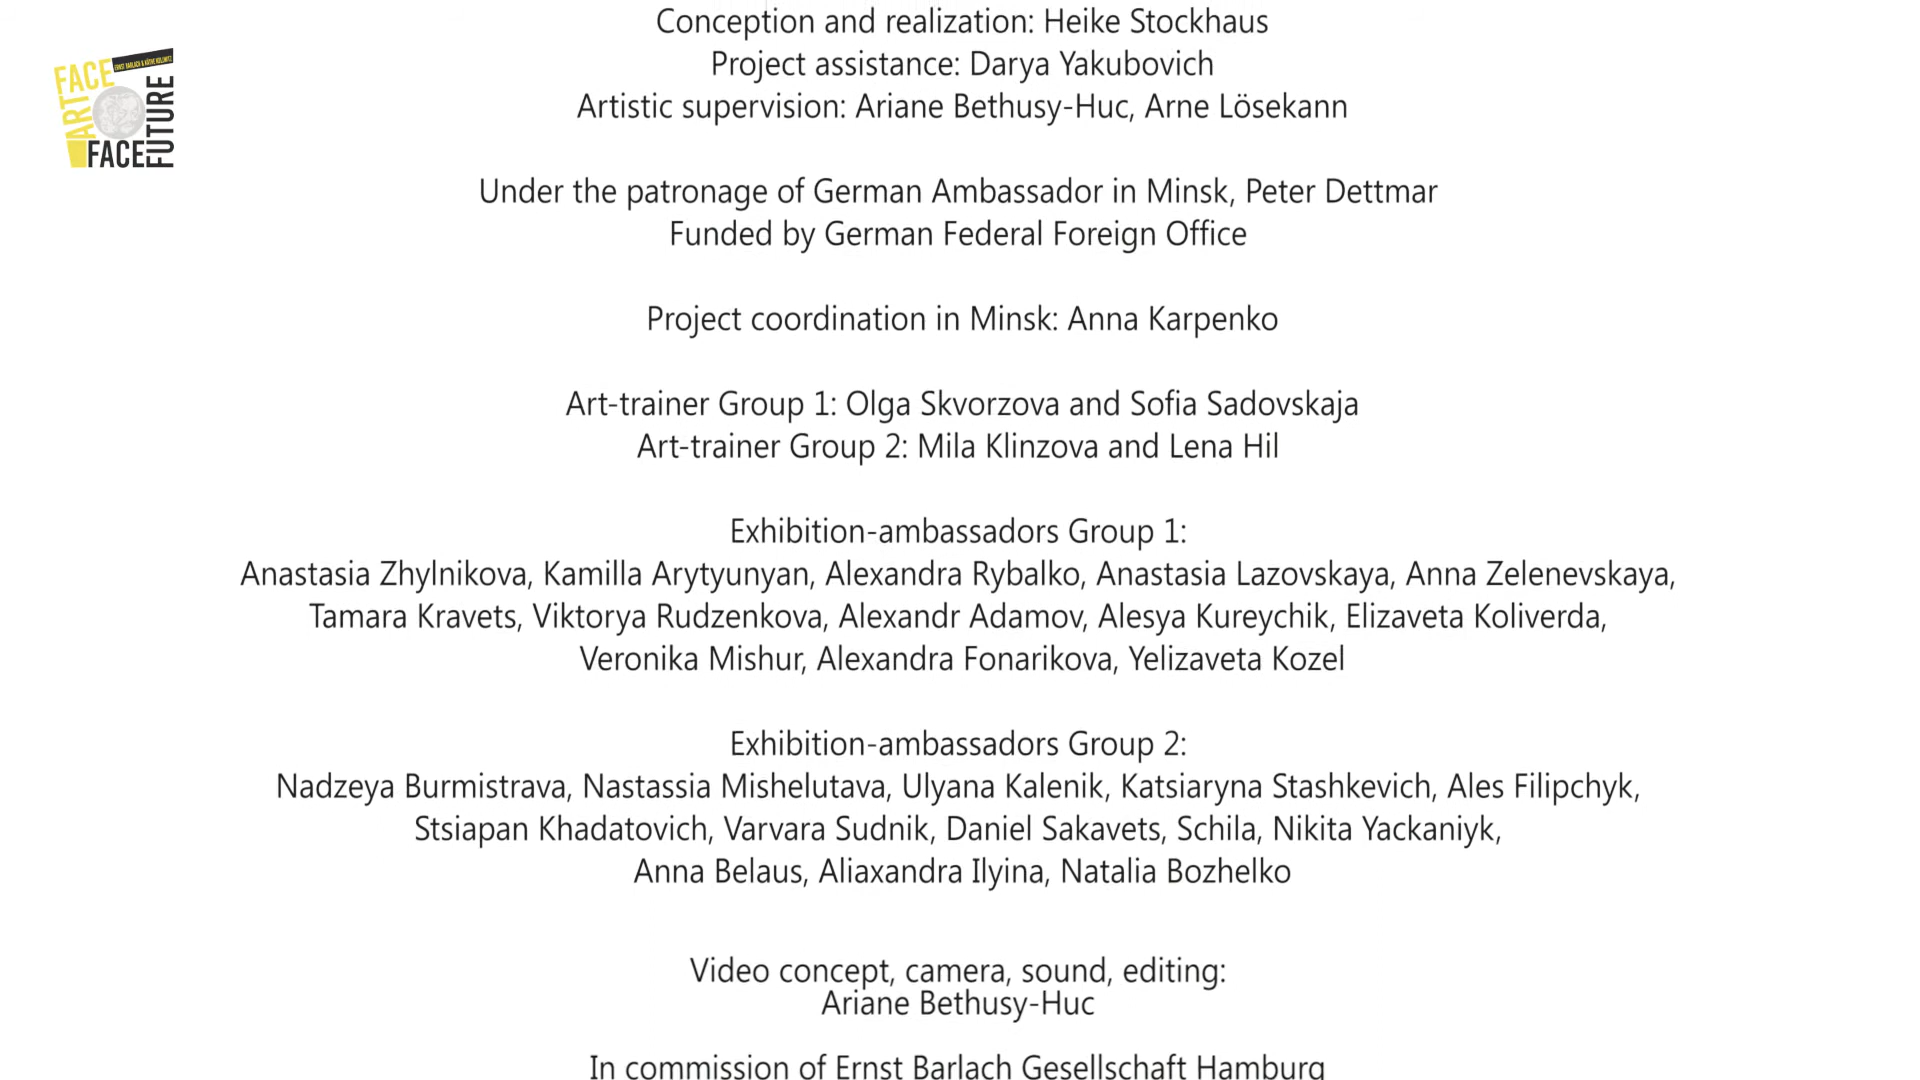 FACE
ERNST BARLACH & KÄTHE KOLLWITZ
ART
FUTURE
FACE
Conception and realization: Heike Stockhaus
Project assistance: Darya Yakubovich
Artistic supervision: Ariane Bethusy-Huc, Arne Lösekann
Under the patronage of German Ambassador in Minsk, Peter Dettmar
Funded by German Federal Foreign Office
Project coordination in Minsk: Anna Karpenko
Art-trainer Group 1: Olga Skvorzova and Sofia Sadovskaja
Art-trainer Group 2: Mila Klinzova and Lena Hil
Exhibition-ambassadors Group 1:
Anastasia Zhylnikova, Kamilla Arytyunyan, Alexandra Rybalko, Anastasia Lazovskaya, Anna Zelenevskaya,
Tamara Kravets, Viktorya Rudzenkova, Alexandr Adamov, Alesya Kureychik, Elizaveta Koliverda,
Veronika Mishur, Alexandra Fonarikova, Yelizaveta Kozel
Exhibition-ambassadors Group 2:
Nadzeya Burmistrava, Nastassia Mishelutava, Ulyana Kalenik, Katsiaryna Stashkevich, Ales Filipchyk,
Stsiapan Khadatovich, Varvara Sudnik, Daniel Sakavets, Schila, Nikita Yackaniyk,
Anna Belaus, Aliaxandra Ilyina, Natalia Bozhelko
Video concept, camera, sound, editing:
Ariane Bethusy-Huc
In commission of Ernst Barlach Gesellschaft Hamburg